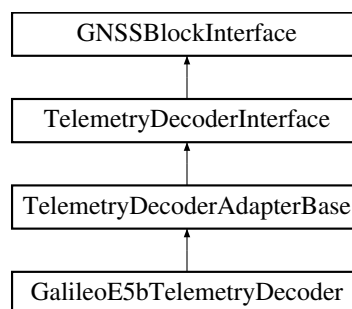 GNSSBlockInterface
TelemetryDecoderInterface
TelemetryDecoderAdapterBase
GalileoE5bTelemetryDecoder